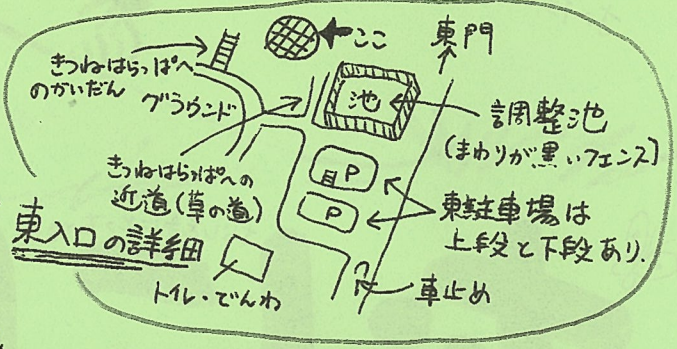 きつねはらっぱへ
のかいだん
グラウンド
ここ
東門
池
調整池
(まわりが黒いフェンス)
きつねはらっぱへの
近道(草の道)
P
P
東駐車場は
上段と下段あり.
東入口の詳細
トイレ・でんわ
車止め